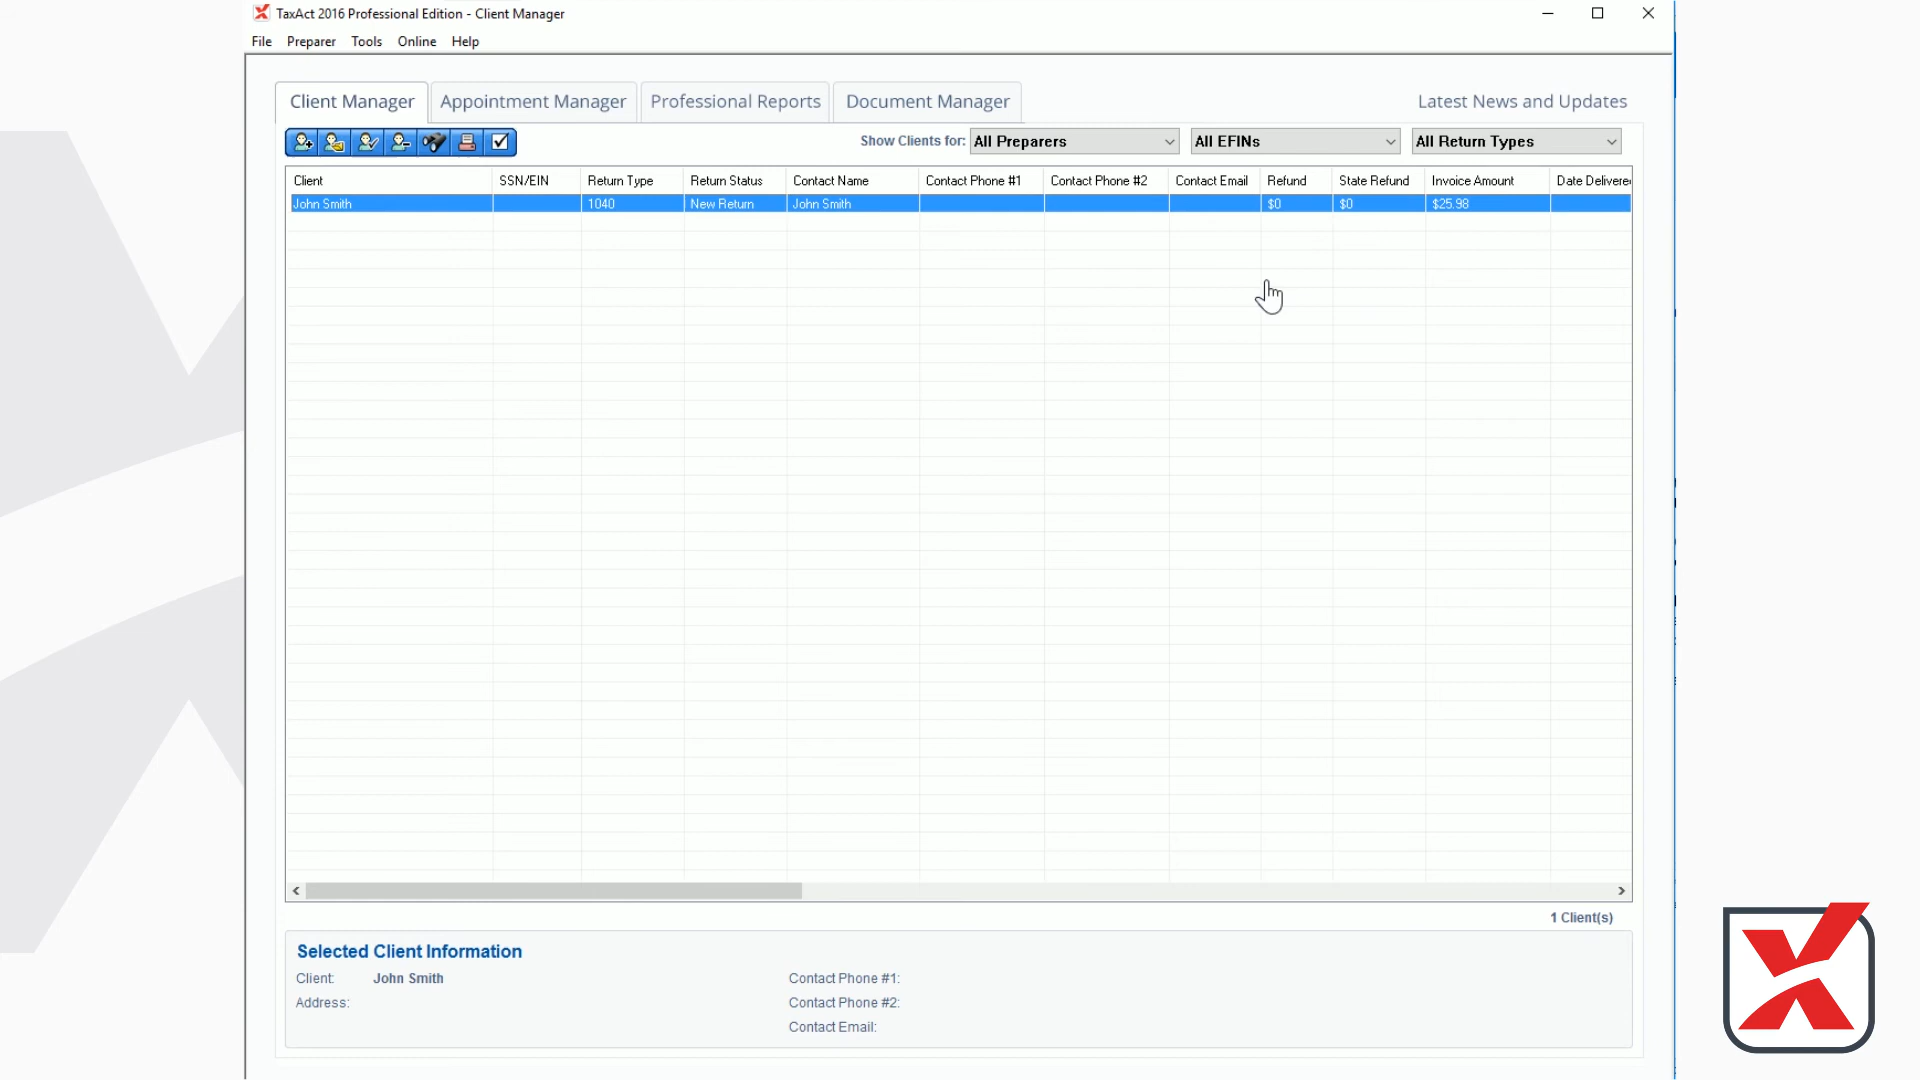 TaxAct 2016 Professional Edition - Client Manager
File Preparer Tools Online Help
Client Manager Appointment Manager Professional Reports Document Manager Latest News and Updates
Show Clients for: All Preparers All EFINs All Return Types
Client SSN/EIN Return Type Return Status Contact Name Contact Phone #1 Contact Phone #2 Contact Email Refund State Refund Invoice Amount Date Delivere
John Smith 1040 New Return John Smith $0 $0 $25.98
1 Client(s)
Selected Client Information
Client: John Smith Contact Phone #1:
Address: Contact Phone #2:
Contact Email: